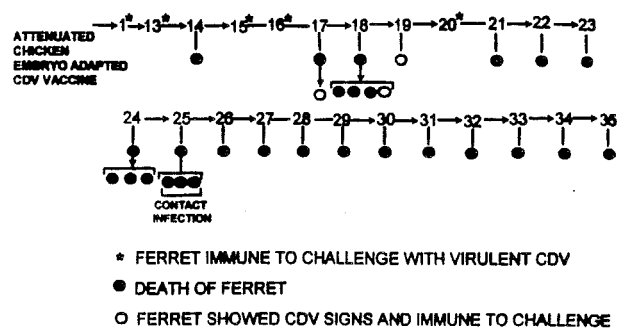 1* 13* 14 15* 16* 17 18 19 20* 21 22 23
ATTENUATED
CHICKEN
EMBRYO ADAPTED
CDV VACCINE
24 25 26 27 28 29 30 31 32 33 34 35
CONTACT
INFECTION
* FERRET IMMUNE TO CHALLENGE WITH VIRULENT CDV
● DEATH OF FERRET
○ FERRET SHOWED CDV SIGNS AND IMMUNE TO CHALLENGE